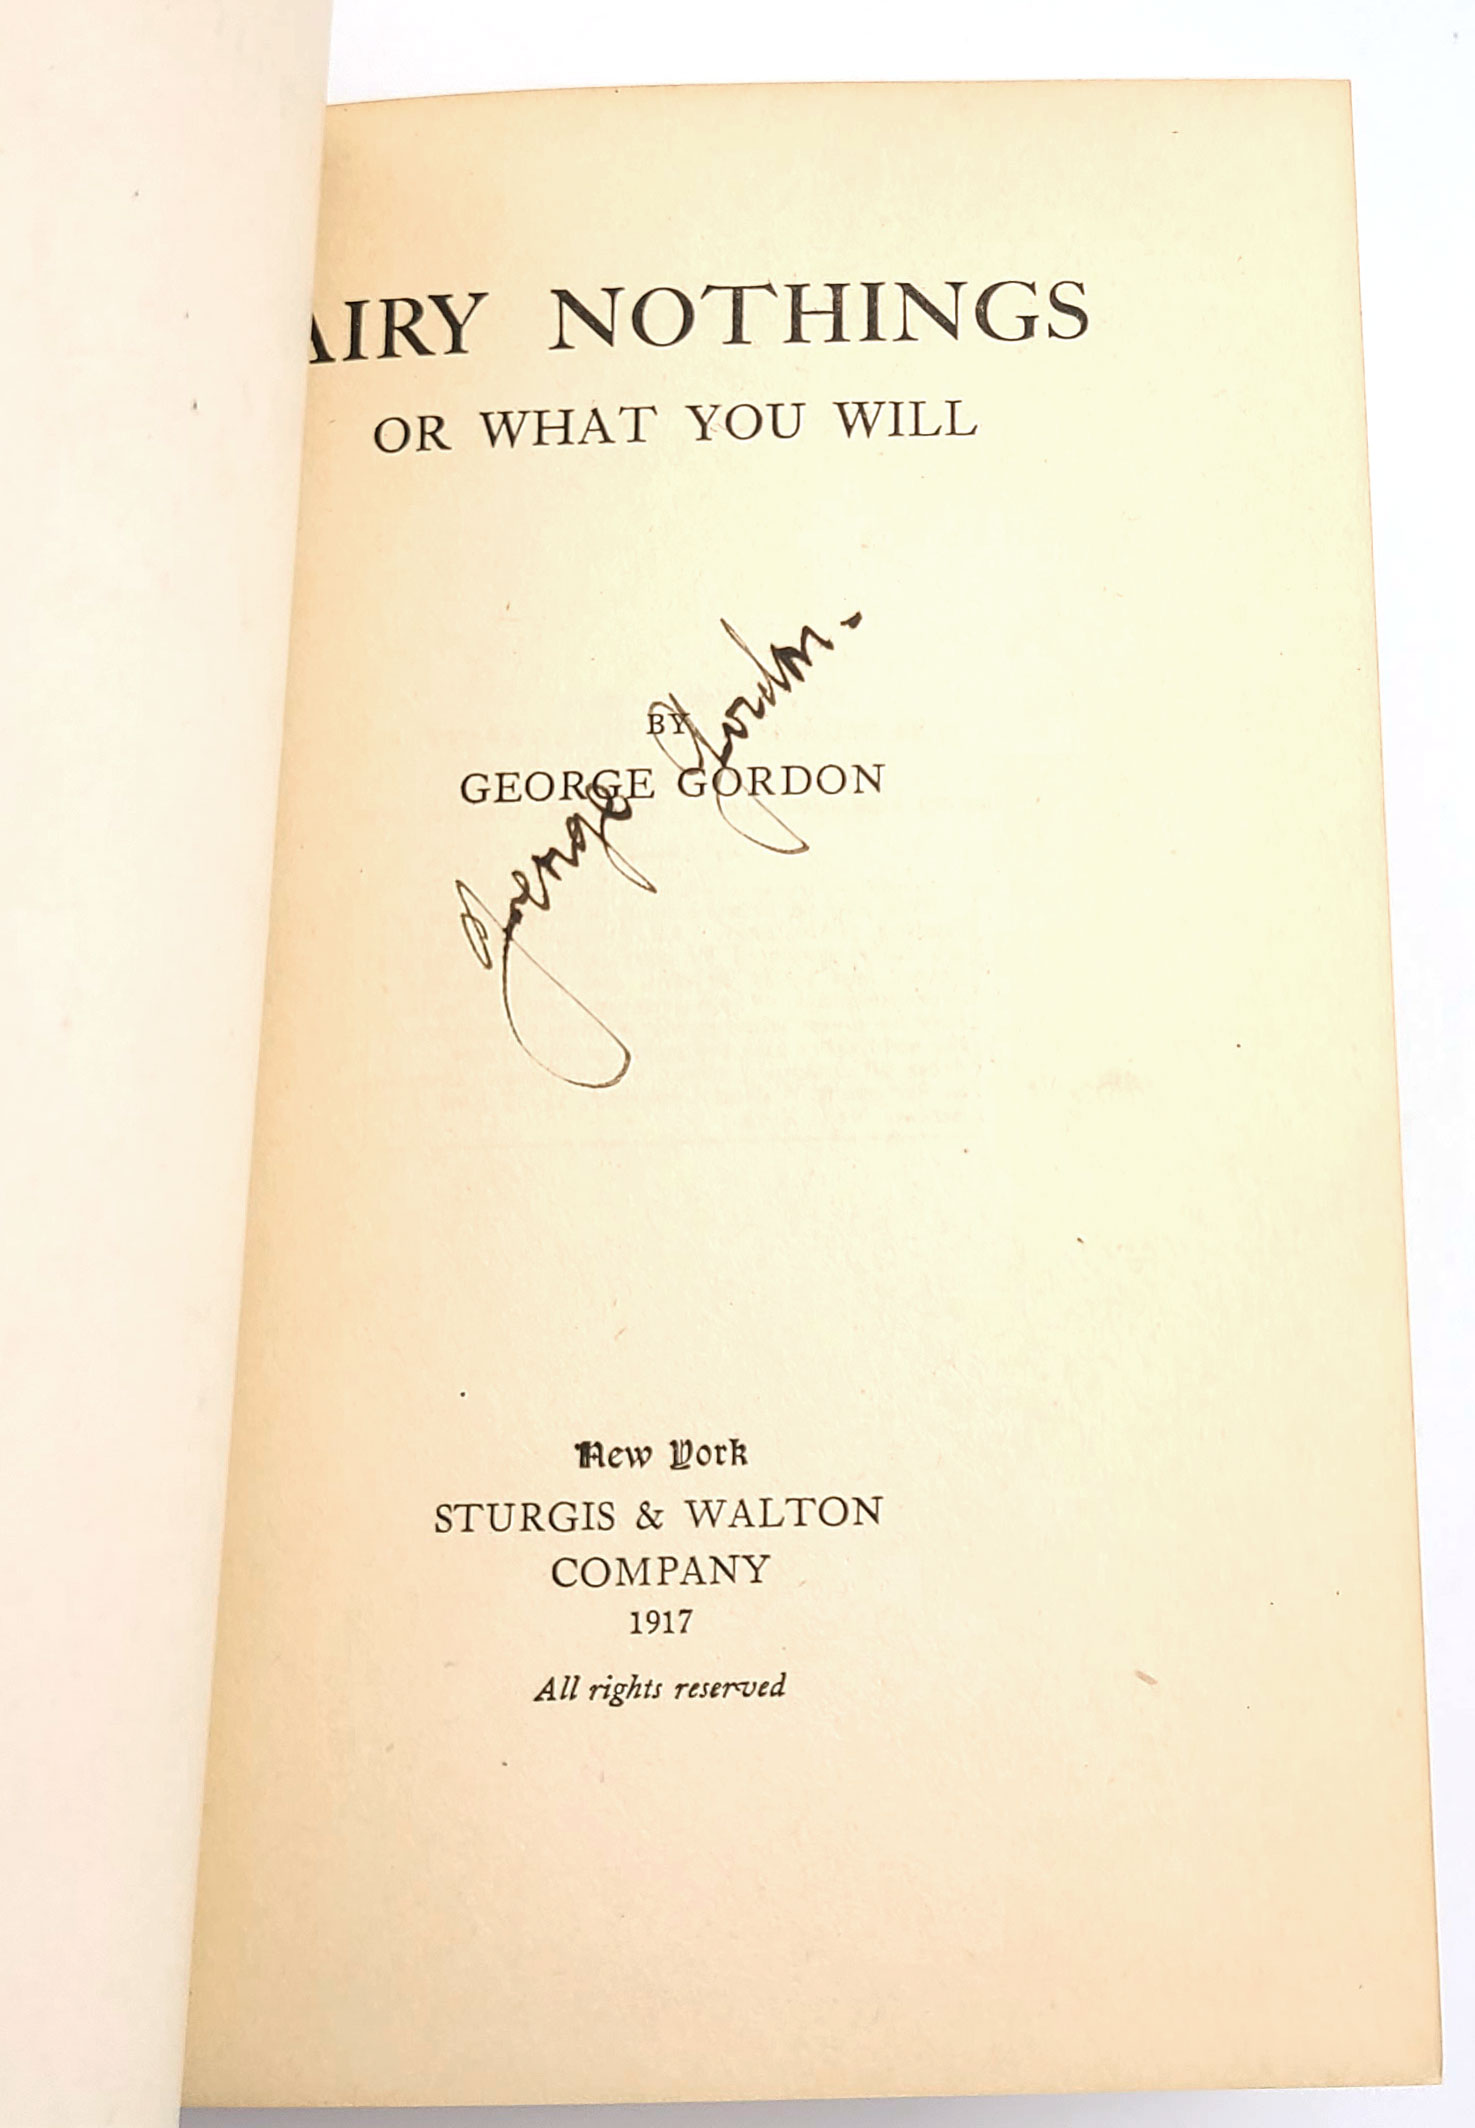 AIRY NOTHINGS
OR WHAT YOU WILL
BY
GEORGE GORDON
George Gordon.
New York
STURGIS & WALTON
COMPANY
1917
All rights reserved